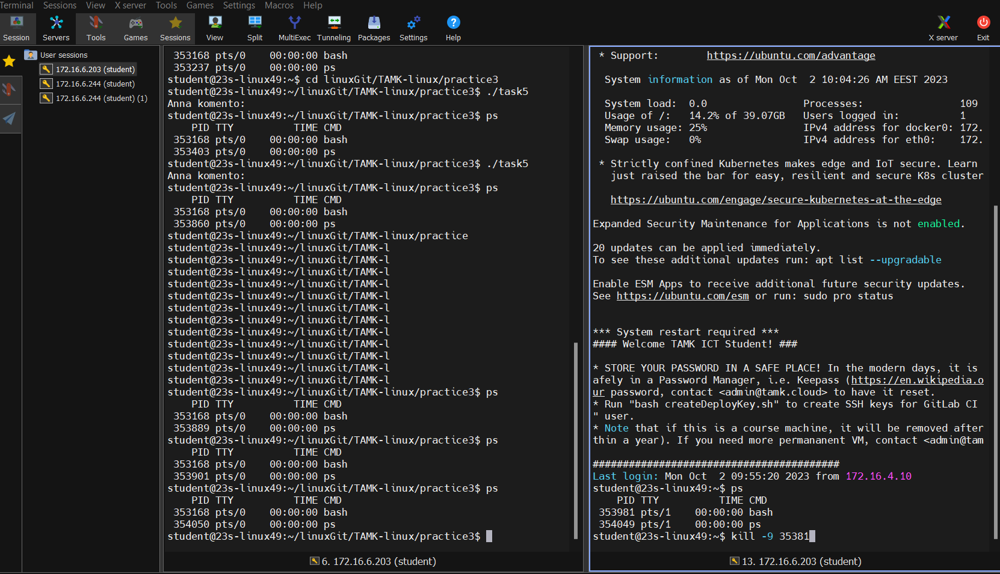 Terminal Sessions View X server Tools Games Settings Macros Help
Session Servers Tools Games Sessions View Split MultiExec Tunneling Packages Settings Help X server Exit
User sessions
172.16.6.203 (student)
172.16.6.244 (student)
172.16.6.244 (student) (1)
353168 pts/0    00:00:00 bash
353237 pts/0    00:00:00 ps
student@23s-linux49:~$ cd linuxGit/TAMK-linux/practice3
student@23s-linux49:~/linuxGit/TAMK-linux/practice3$ ./task5
Anna komento:
student@23s-linux49:~/linuxGit/TAMK-linux/practice3$ ps
PID TTY          TIME CMD
353168 pts/0    00:00:00 bash
353403 pts/0    00:00:00 ps
student@23s-linux49:~/linuxGit/TAMK-linux/practice3$ ./task5
Anna komento:
student@23s-linux49:~/linuxGit/TAMK-linux/practice3$ ps
PID TTY          TIME CMD
353168 pts/0    00:00:00 bash
353860 pts/0    00:00:00 ps
student@23s-linux49:~/linuxGit/TAMK-linux/practice
student@23s-linux49:~/linuxGit/TAMK-l
student@23s-linux49:~/linuxGit/TAMK-l
student@23s-linux49:~/linuxGit/TAMK-l
student@23s-linux49:~/linuxGit/TAMK-l
student@23s-linux49:~/linuxGit/TAMK-l
student@23s-linux49:~/linuxGit/TAMK-l
student@23s-linux49:~/linuxGit/TAMK-l
student@23s-linux49:~/linuxGit/TAMK-l
student@23s-linux49:~/linuxGit/TAMK-l
student@23s-linux49:~/linuxGit/TAMK-l
student@23s-linux49:~/linuxGit/TAMK-l
student@23s-linux49:~/linuxGit/TAMK-l
student@23s-linux49:~/linuxGit/TAMK-linux/practice3$ ps
PID TTY          TIME CMD
353168 pts/0    00:00:00 bash
353889 pts/0    00:00:00 ps
student@23s-linux49:~/linuxGit/TAMK-linux/practice3$ ps
PID TTY          TIME CMD
353168 pts/0    00:00:00 bash
353901 pts/0    00:00:00 ps
student@23s-linux49:~/linuxGit/TAMK-linux/practice3$ ps
PID TTY          TIME CMD
353168 pts/0    00:00:00 bash
354050 pts/0    00:00:00 ps
student@23s-linux49:~/linuxGit/TAMK-linux/practice3$
6. 172.16.6.203 (student)
* Support:        https://ubuntu.com/advantage
System information as of Mon Oct  2 10:04:26 AM EEST 2023
System load:  0.0                Processes:                109
Usage of /:   14.2% of 39.07GB   Users logged in:          1
Memory usage: 25%                IPv4 address for docker0: 172.
Swap usage:   0%                 IPv4 address for eth0:    172.
* Strictly confined Kubernetes makes edge and IoT secure. Learn
just raised the bar for easy, resilient and secure K8s cluster
https://ubuntu.com/engage/secure-kubernetes-at-the-edge
Expanded Security Maintenance for Applications is not enabled.
20 updates can be applied immediately.
To see these additional updates run: apt list --upgradable
Enable ESM Apps to receive additional future security updates.
See https://ubuntu.com/esm or run: sudo pro status
*** System restart required ***
#### Welcome TAMK ICT Student! ###
* STORE YOUR PASSWORD IN A SAFE PLACE! In the modern days, it is
afely in a Password Manager, i.e. Keepass (https://en.wikipedia.o
ur password, contact <admin@tamk.cloud> to have it reset.
* Run "bash createDeployKey.sh" to create SSH keys for GitLab CI
" user.
* Note that if this is a course machine, it will be removed after
thin a year). If you need more permananent VM, contact <admin@tam
#########################################
Last login: Mon Oct  2 09:55:20 2023 from 172.16.4.10
student@23s-linux49:~$ ps
PID TTY          TIME CMD
353981 pts/1    00:00:00 bash
354049 pts/1    00:00:00 ps
student@23s-linux49:~$ kill -9 35381
13. 172.16.6.203 (student)